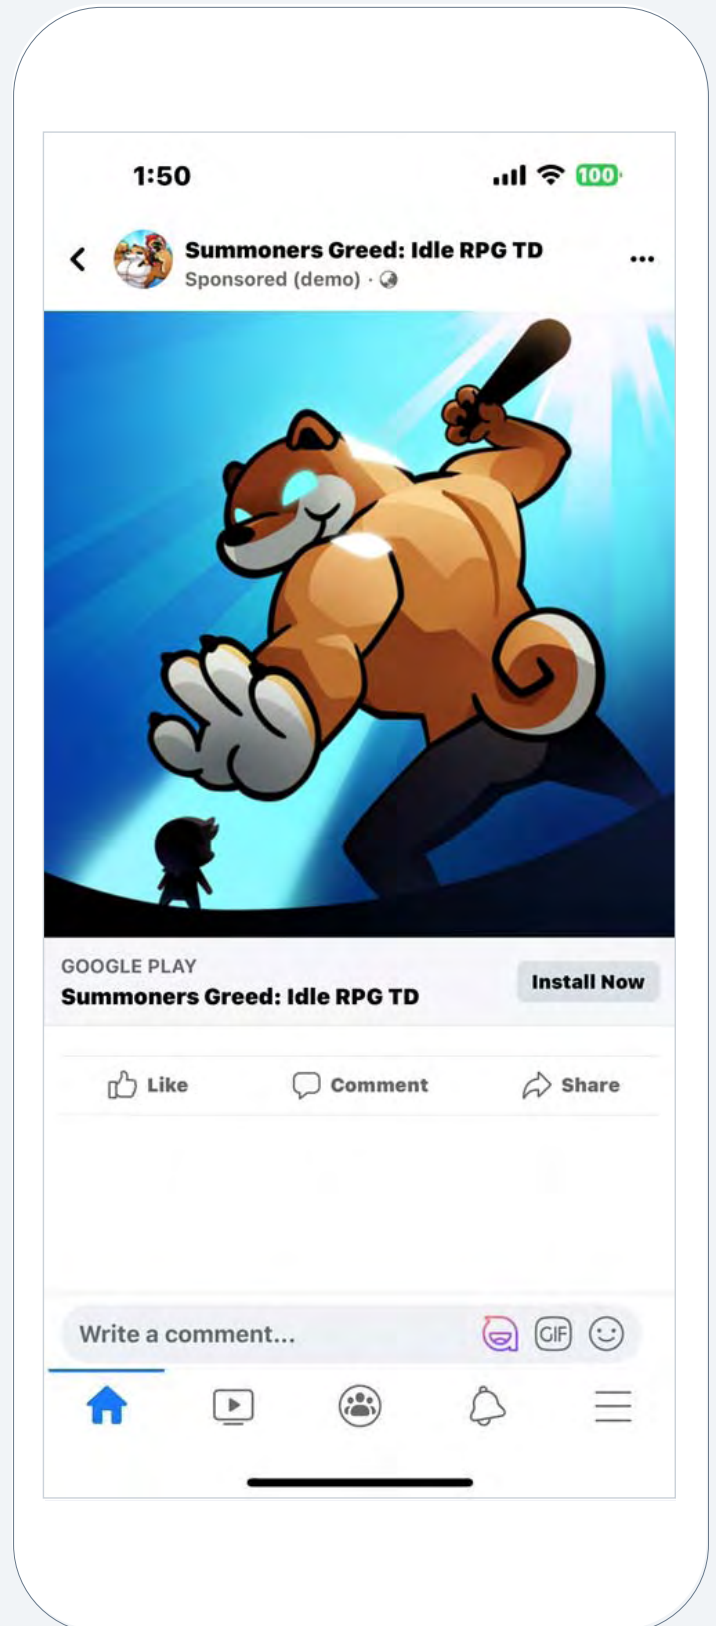 1:50
100
Summoners Greed: Idle RPG TD
Sponsored (demo) ·
GOOGLE PLAY
Summoners Greed: Idle RPG TD
Install Now
Like
Comment
Share
Write a comment...
GIF